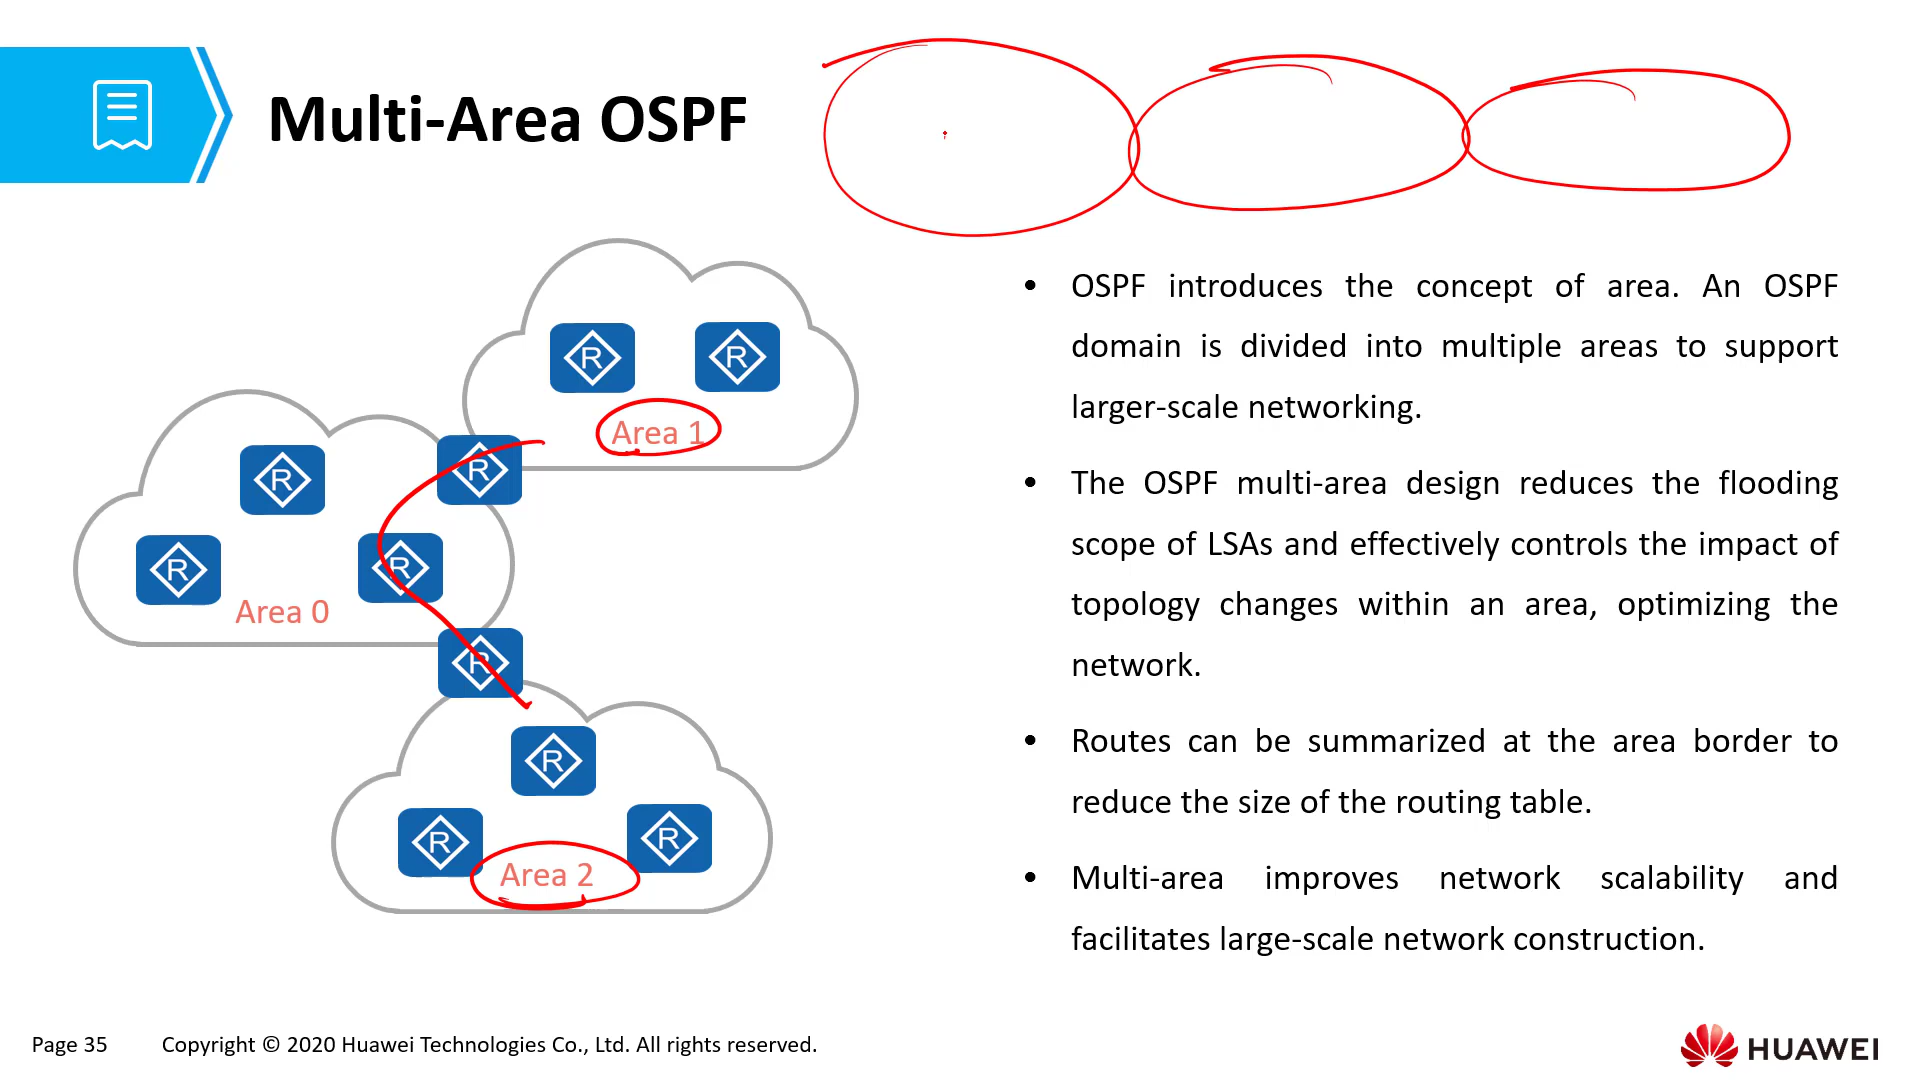 Multi-Area OSPF
R
R
Area 1
R
R
R
R
Area 0
R
R
R
R
Area 2
• OSPF introduces the concept of area. An OSPF
domain is divided into multiple areas to support
larger-scale networking.
• The OSPF multi-area design reduces the flooding
scope of LSAs and effectively controls the impact of
topology changes within an area, optimizing the
network.
• Routes can be summarized at the area border to
reduce the size of the routing table.
• Multi-area improves network scalability and
facilitates large-scale network construction.
Page 35
Copyright © 2020 Huawei Technologies Co., Ltd. All rights reserved.
HUAWEI